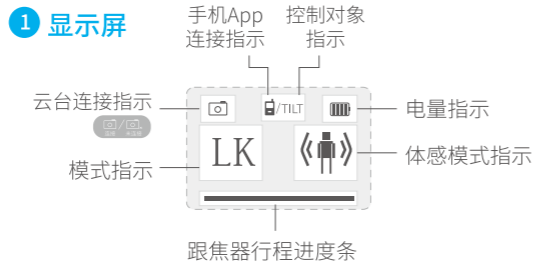 1 显示屏
手机App
连接指示
控制对象
指示
云台连接指示
电量指示
/TILT
LK
模式指示
体感模式指示
跟焦器行程进度条